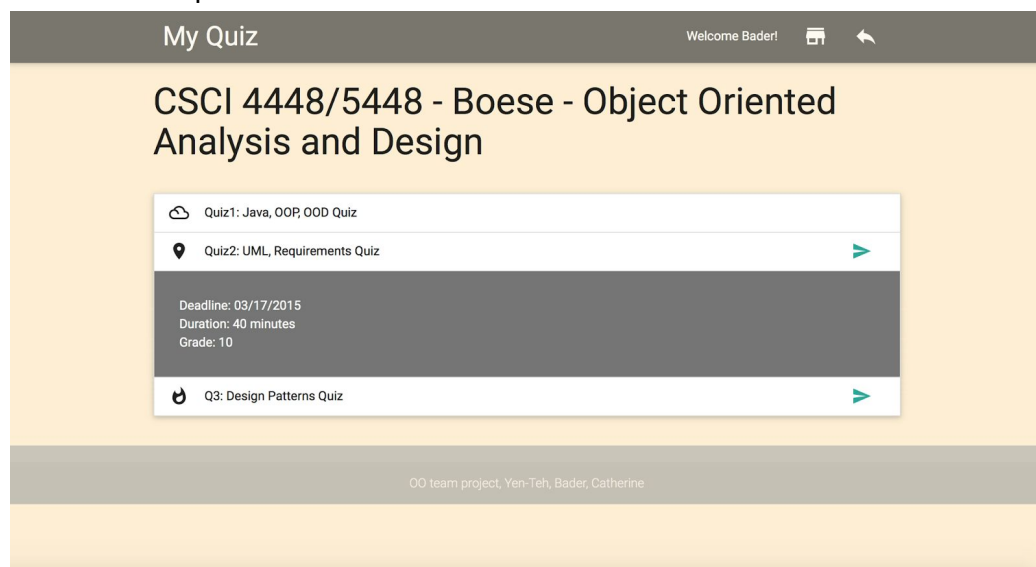 My Quiz
Welcome Bader!
CSCI 4448/5448 - Boese - Object Oriented
Analysis and Design
Quiz1: Java, OOP, OOD Quiz
Quiz2: UML, Requirements Quiz
Deadline: 03/17/2015
Duration: 40 minutes
Grade: 10
Q3: Design Patterns Quiz
OO team project, Yen-Teh, Bader, Catherine